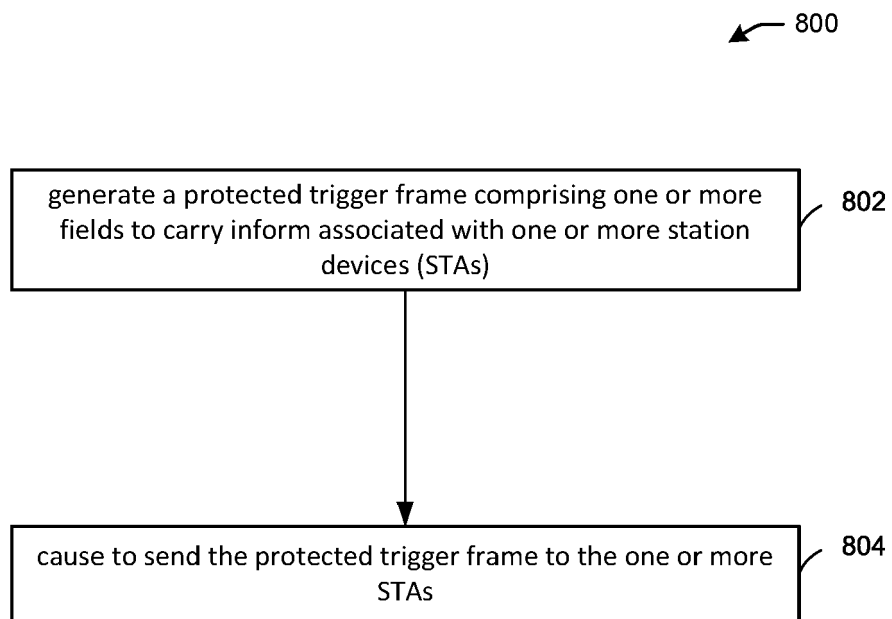 800
generate a protected trigger frame comprising one or more
fields to carry inform associated with one or more station
devices (STAs)
802
cause to send the protected trigger frame to the one or more
STAs
804